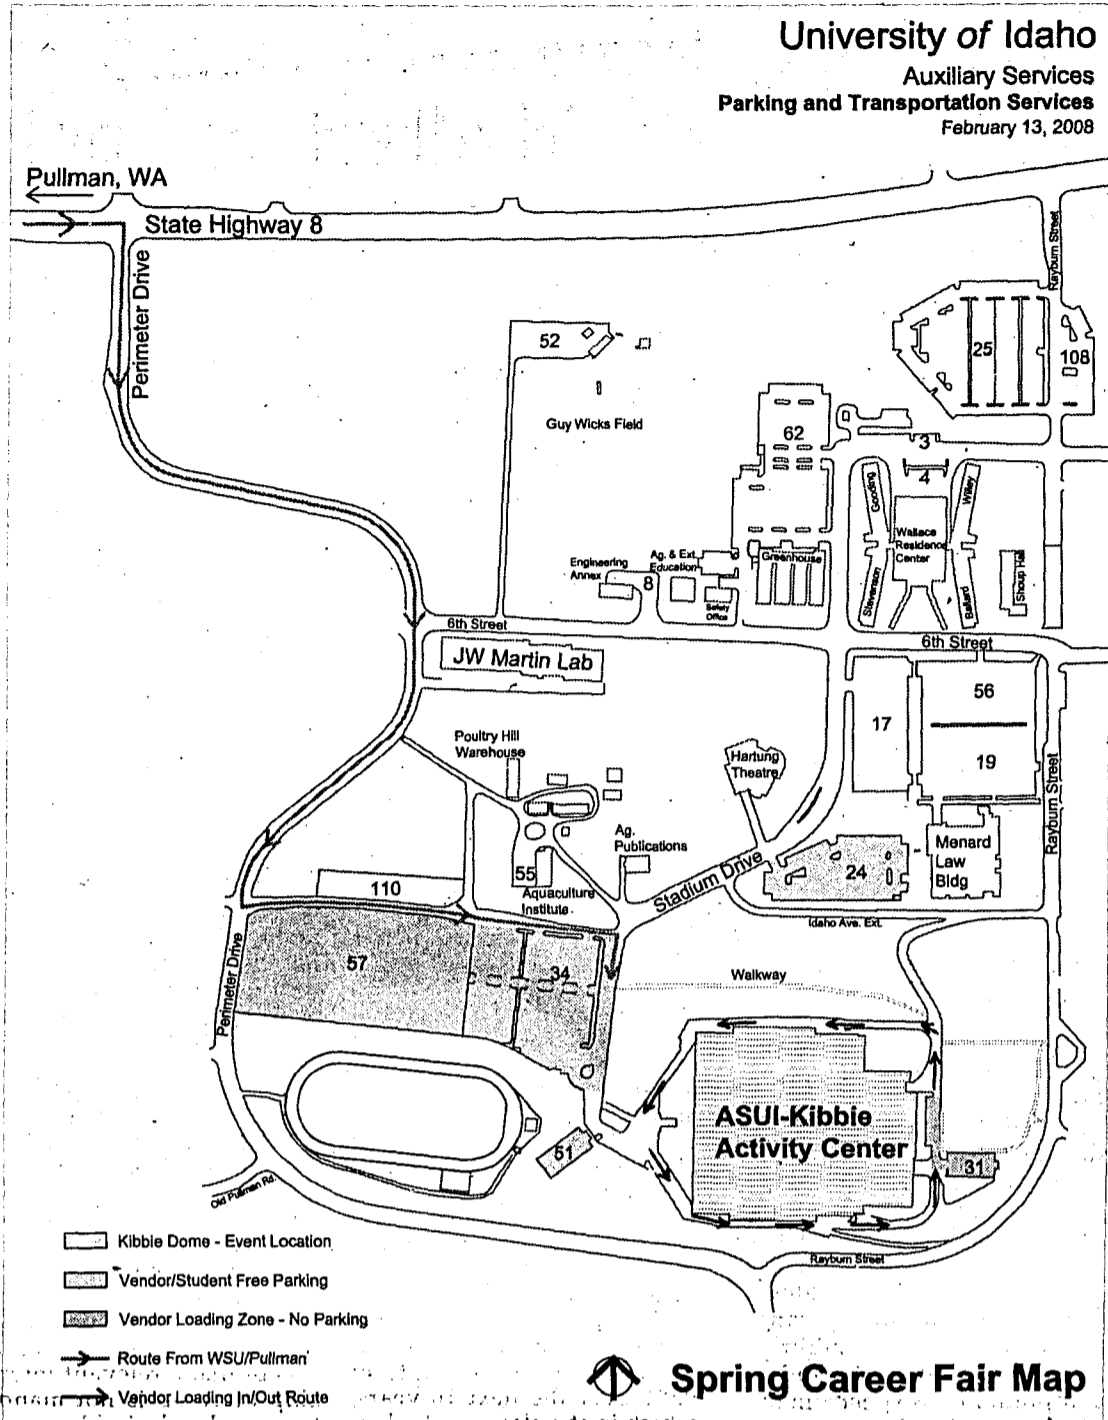 University of Idaho
Auxiliary Services
Parking and Transportation Services
February 13, 2008
Pullman, WA
State Highway 8
Perimeter Drive
Rayburn Street
52
25
108
Guy Wicks Field
62
3
4
Gooding
Wiley
Wallace
Residence
Center
Engineering
Annex
8
Ag. & Ext.
Education
Greenhouse
Safety
Office
Stevenson
Ballard
Shoup Hall
6th Street
6th Street
JW Martin Lab
56
17
19
Poultry Hill
Warehouse
Hartung
Theatre
Rayburn Street
Ag.
Publications
Menard
Law
Bldg
24
110
55
Aquaculture
Institute
Stadium Drive
Idaho Ave. Ext.
57
34
Walkway
Perimeter Drive
ASUI-Kibbie
Activity Center
51
31
Old Pullman Rd.
Rayburn Street
Kibbie Dome - Event Location
Vendor/Student Free Parking
Vendor Loading Zone - No Parking
Route From WSU/Pullman
Vendor Loading In/Out Route
Spring Career Fair Map